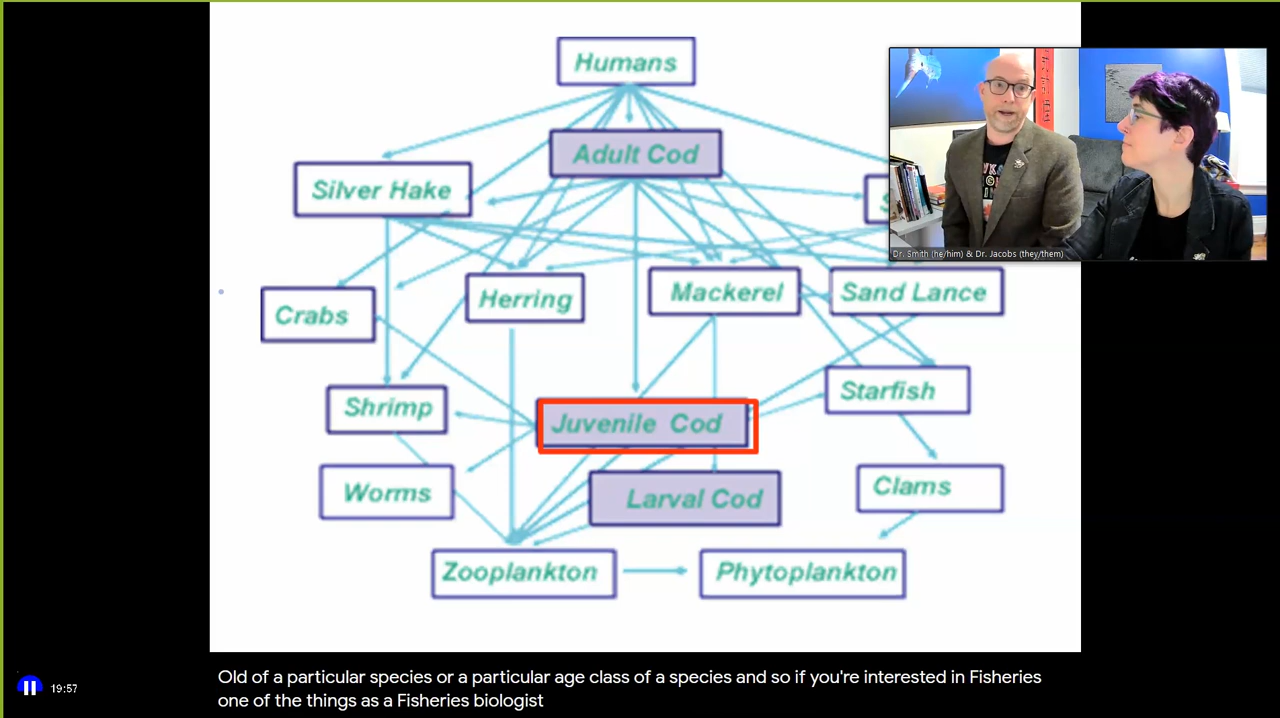 Humans
Adult Cod
Silver Hake
S
Dr. Smith (he/him) & Dr. Jacobs (they/them)
Herring
Mackerel
Sand Lance
Crabs
Starfish
Shrimp
Juvenile Cod
Worms
Larval Cod
Clams
Zooplankton
Phytoplankton
Old of a particular species or a particular age class of a species and so if you're interested in Fisheries
one of the things as a Fisheries biologist
19:57